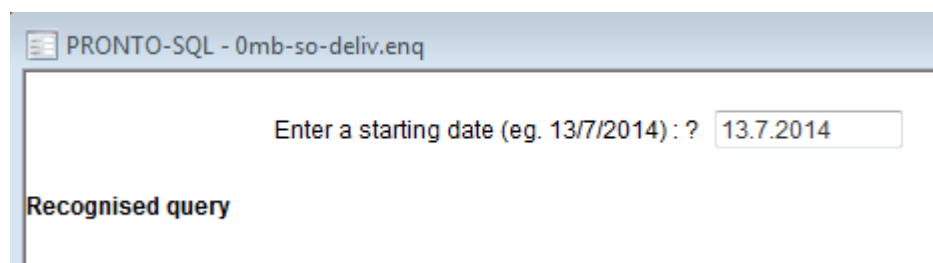 PRONTO-SQL - 0mb-so-deliv.enq
Enter a starting date (eg. 13/7/2014) : ? 13.7.2014
Recognised query